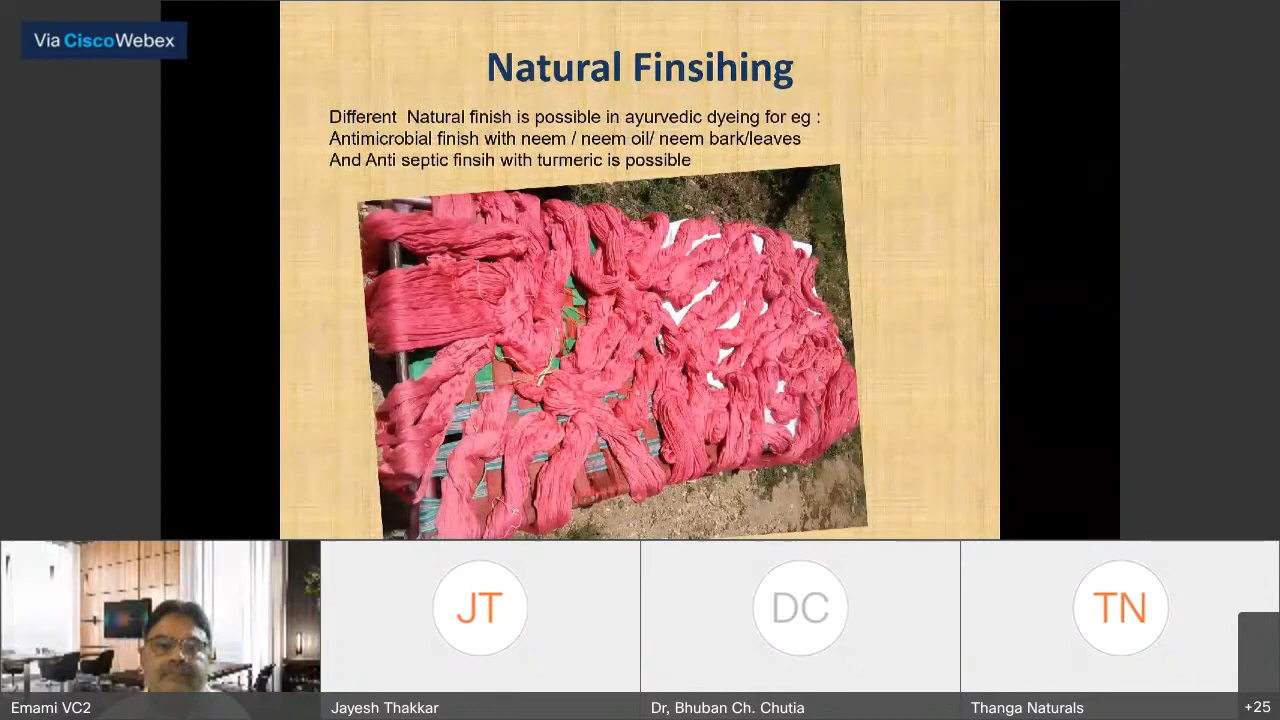 Via Cisco Webex
Natural Finsihing
Different Natural finish is possible in ayurvedic dyeing for eg :
Antimicrobial finish with neem / neem oil/ neem bark/leaves
And Anti septic finsih with turmeric is possible
JT
DC
TN
Emami VC2
Jayesh Thakkar
Dr, Bhuban Ch. Chutia
Thanga Naturals
+25